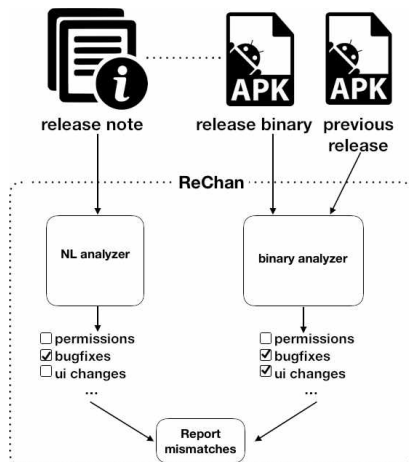 APK
APK
release note
release binary
previous
release
ReChan
NL analyzer
binary analyzer
permissions
bugfixes
ui changes
...
permissions
bugfixes
ui changes
...
Report
mismatches